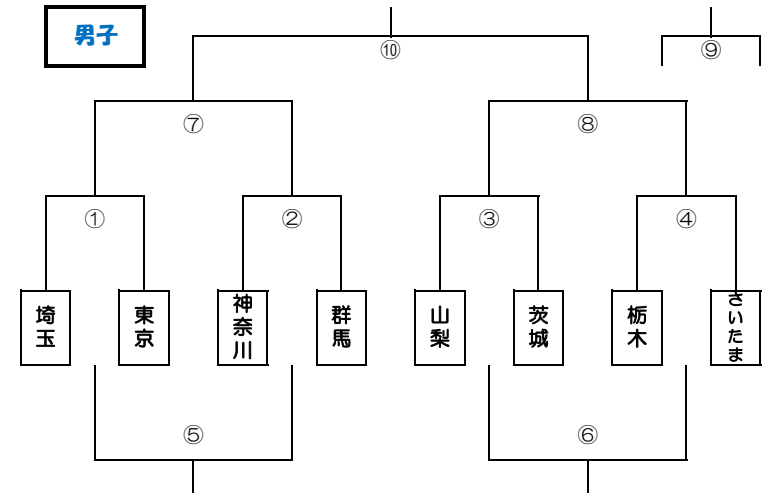 男子
⑩
⑨
⑦
⑧
①
②
③
④
埼玉
東京
神奈川
群馬
山梨
茨城
栃木
さいたま
⑤
⑥